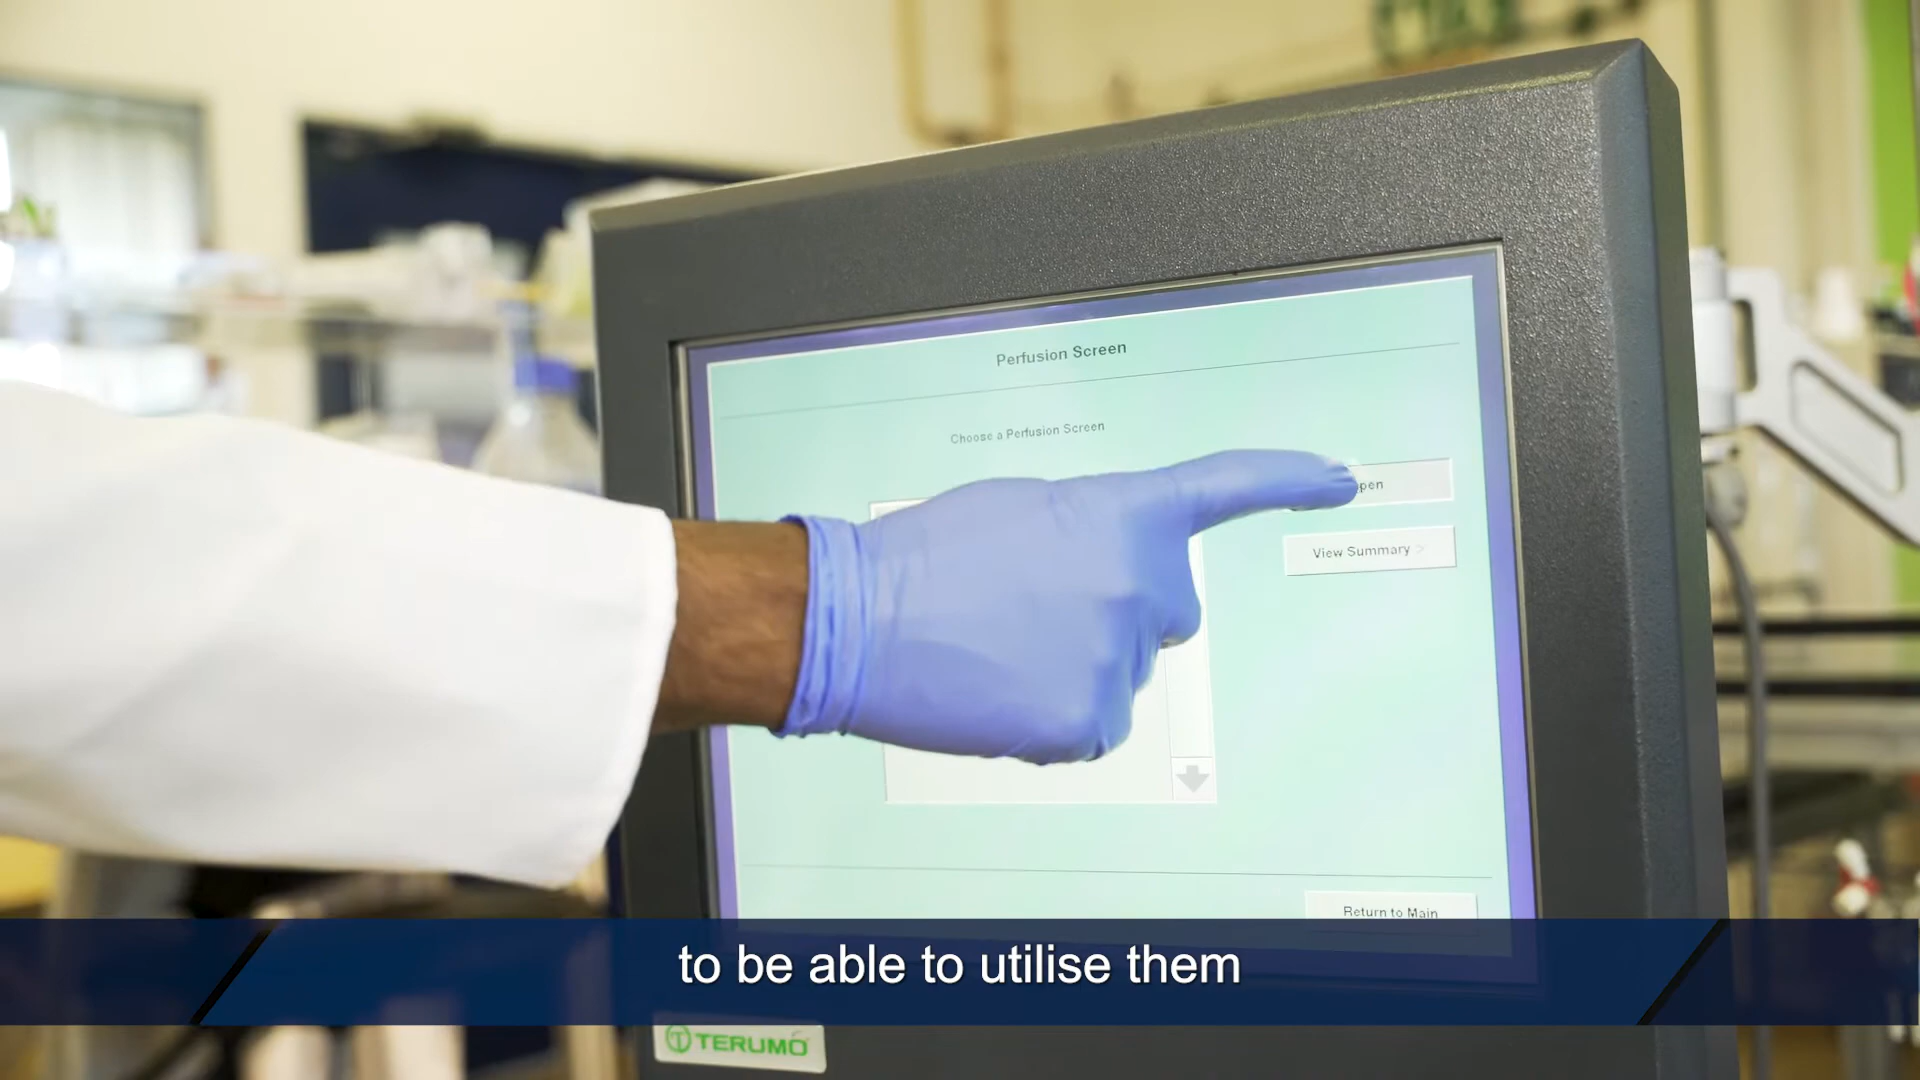 Perfusion Screen
Choose a Perfusion Screen
pen
View Summary >
Return to Main
to be able to utilise them
TERUMO